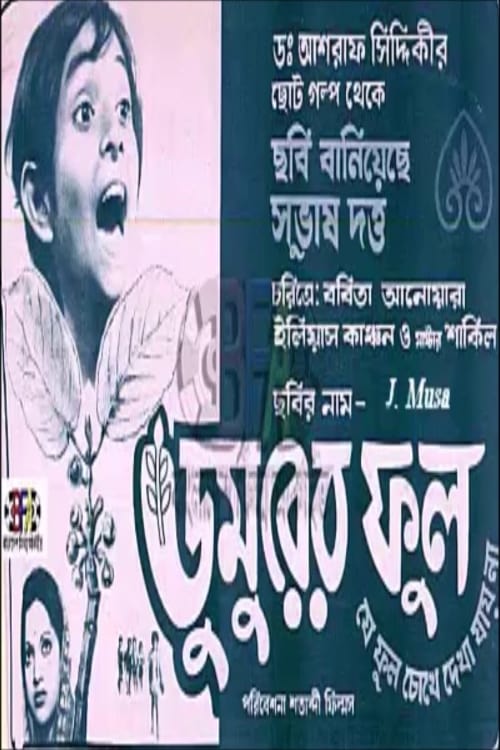 ডঃ আশরাফ সিদ্দিকীর
ছোট গল্প থেকে
ছবি বানিয়েছে
সুভাষ দত্ত
চরিত্রে: ববিতা আনোয়ারা
ইলিয়াস কাঞ্চন ও মাস্টার শাকিল
ছবির নাম - J. Musa
ডুমুরের ফুল
যে ফুল চোখে দেখা যায় না
পরিবেশনা শতাব্দী ফিল্মস